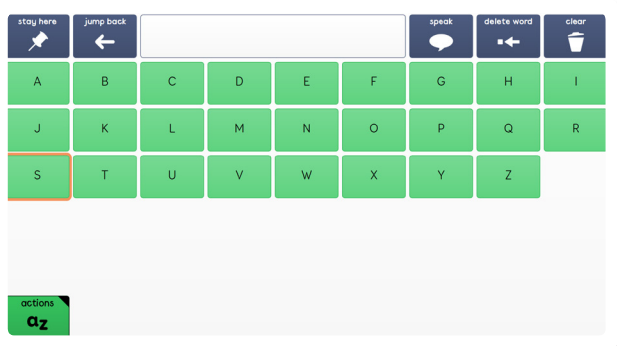 stay here jump back speak delete word clear
A B C D E F G H I
J K L M N O P Q R
S T U V W X Y Z
actions
az